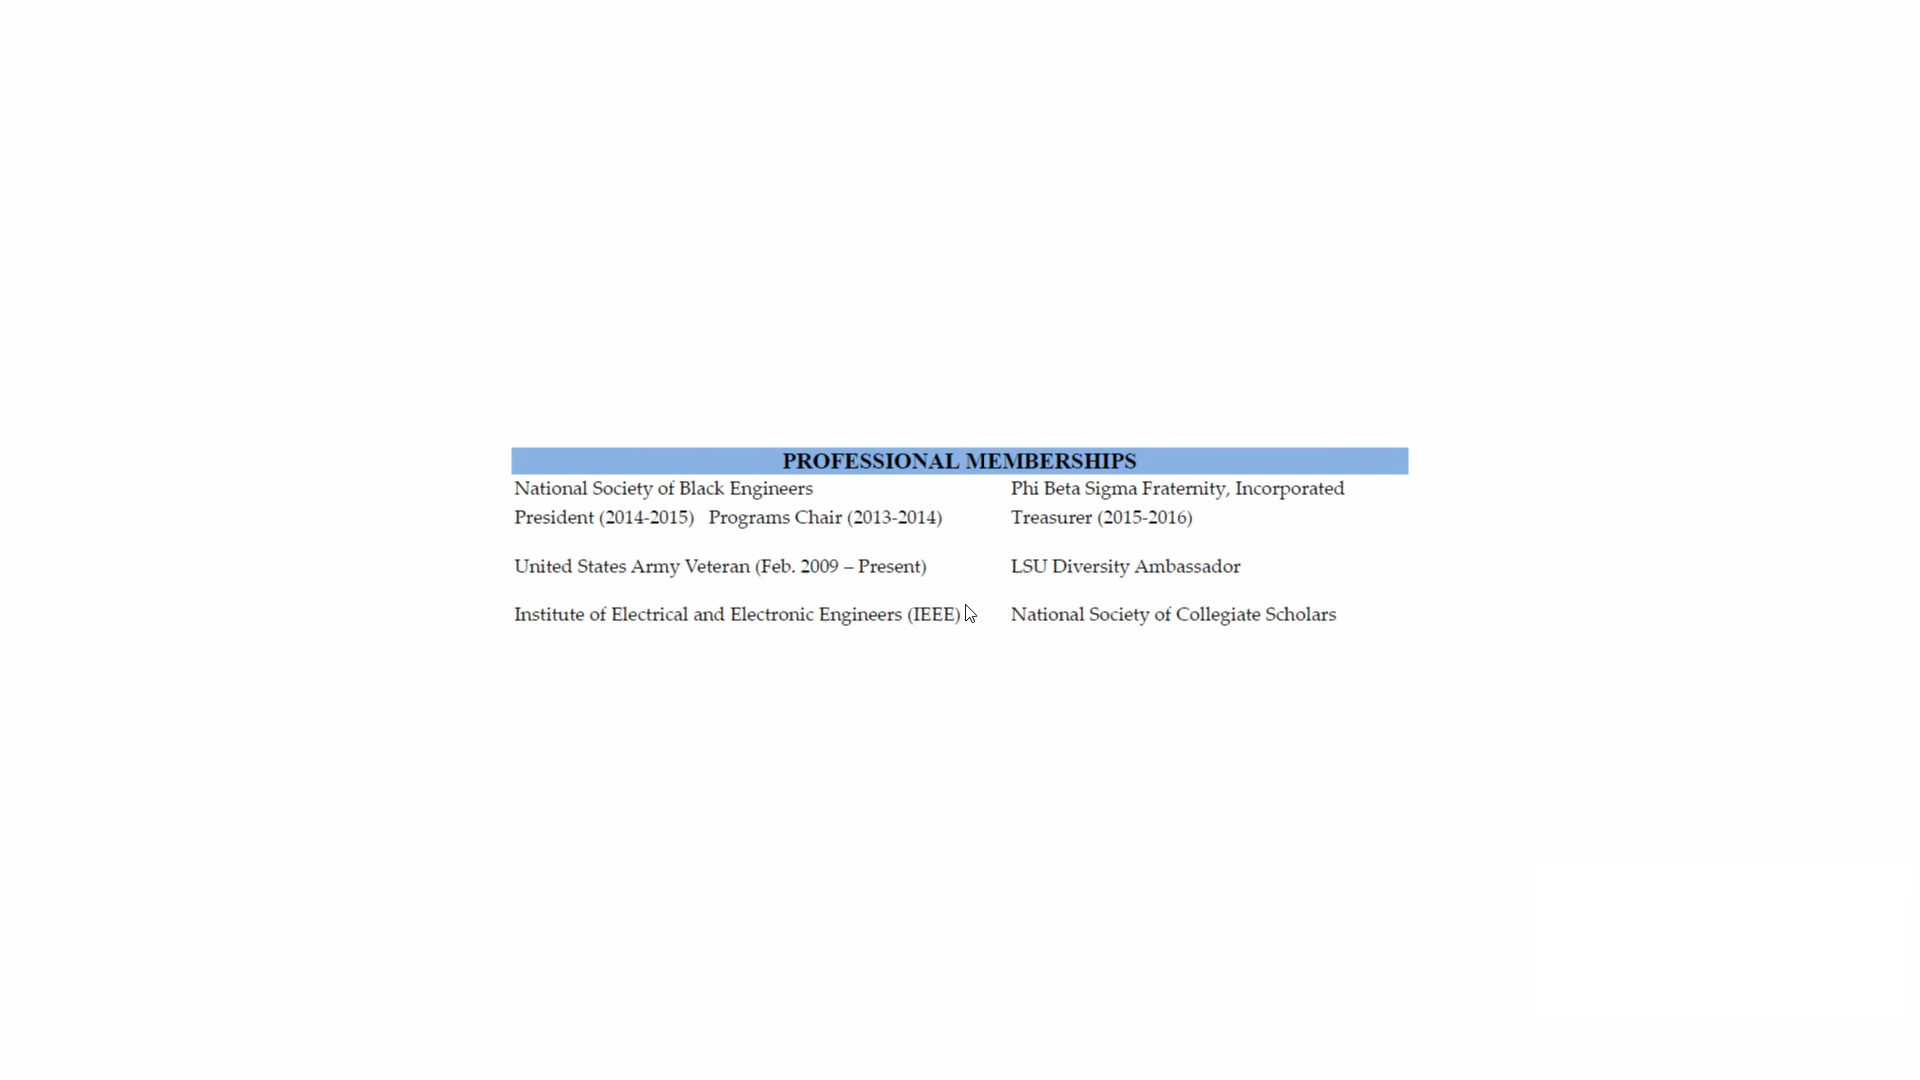 PROFESSIONAL MEMBERSHIPS
National Society of Black Engineers
President (2014-2015) Programs Chair (2013-2014)
United States Army Veteran (Feb. 2009 – Present)
Institute of Electrical and Electronic Engineers (IEEE)
Phi Beta Sigma Fraternity, Incorporated
Treasurer (2015-2016)
LSU Diversity Ambassador
National Society of Collegiate Scholars